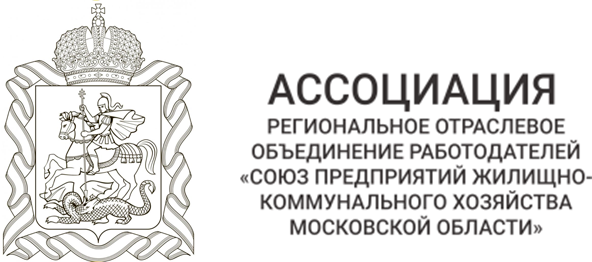 АССОЦИАЦИЯ
РЕГИОНАЛЬНОЕ ОТРАСЛЕВОЕ
ОБЪЕДИНЕНИЕ РАБОТОДАТЕЛЕЙ
«СОЮЗ ПРЕДПРИЯТИЙ ЖИЛИЩНО-
КОММУНАЛЬНОГО ХОЗЯЙСТВА
МОСКОВСКОЙ ОБЛАСТИ»